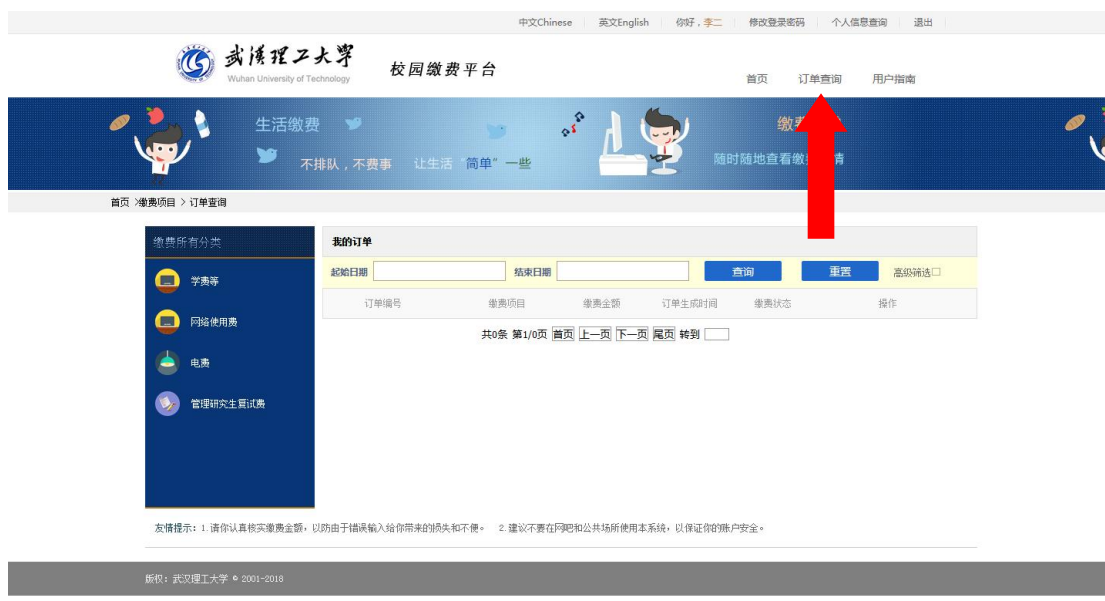 中文Chinese 英文English 你好，李二 修改登录密码 个人信息查询 退出
武汉理工大学
Wuhan University of Technology
校园缴费平台
首页 订单查询 用户指南
生活缴费
不排队，不费事 让生活“简单”一些
缴费
随时随地查看缴 情
首页 >缴费项目 > 订单查询
缴费所有分类
学费等
网络使用费
电费
管理研究生复试费
我的订单
起始日期 结束日期 查询 重置 高级筛选
订单编号 缴费项目 缴费金额 订单生成时间 缴费状态 操作
共0条 第1/0页 首页 上一页 下一页 尾页 转到
友情提示：1.请你认真核实缴费金额，以防由于错误输入给你带来的损失和不便。 2.建议不要在网吧和公共场所使用本系统，以保证你的账户安全。
版权：武汉理工大学 © 2001-2018